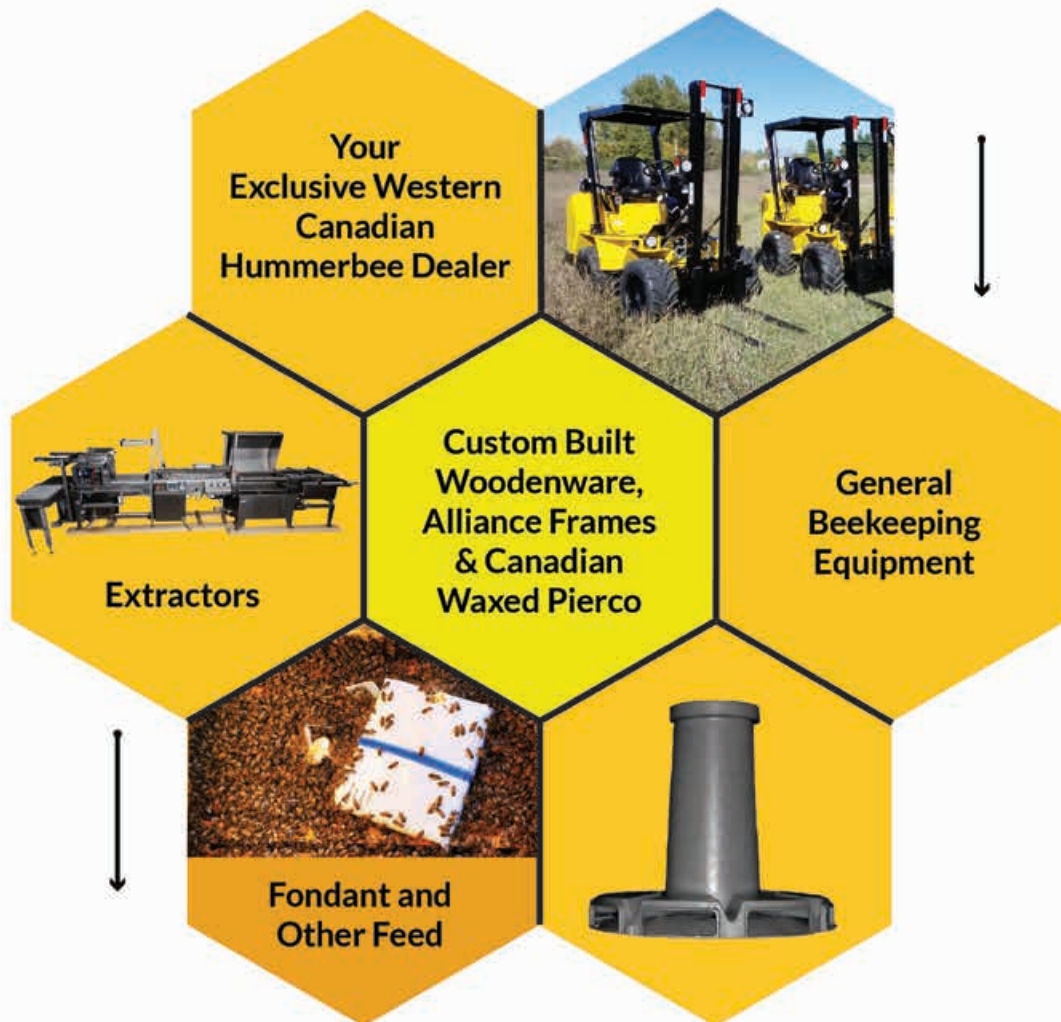 Your
Exclusive Western
Canadian
Hummerbee Dealer
Extractors
Custom Built
Woodenware,
Alliance Frames
& Canadian
Waxed Pierco
General
Beekeeping
Equipment
Fondant and
Other Feed